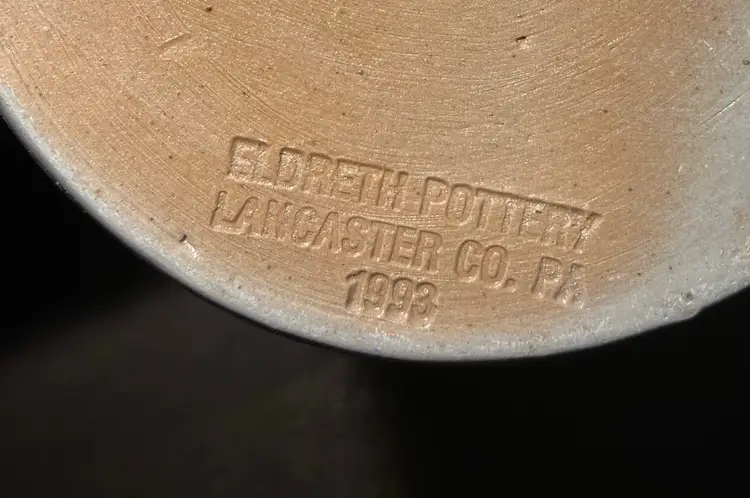 ELDRETH POTTERY
LANCASTER CO. PA
1993